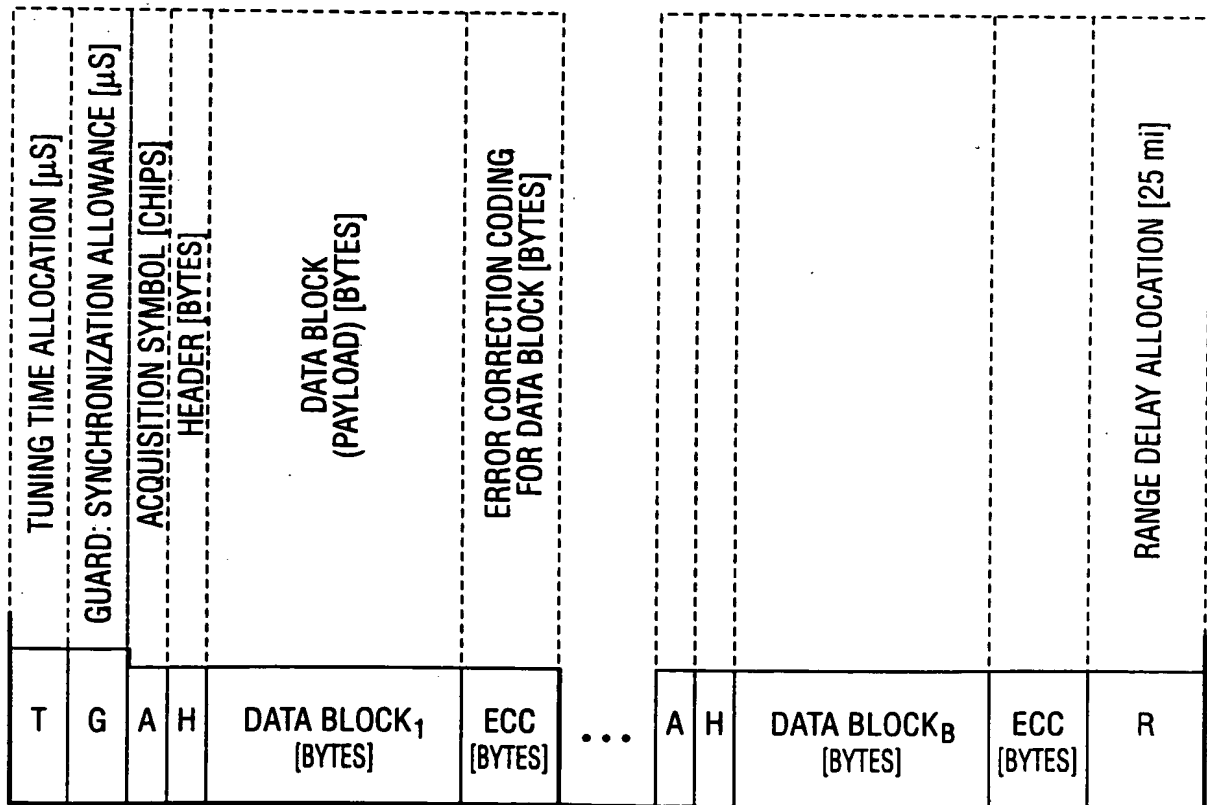 TUNING TIME ALLOCATION [µS]
GUARD: SYNCHRONIZATION ALLOWANCE [µS]
ACQUISITION SYMBOL [CHIPS]
HEADER [BYTES]
DATA BLOCK
(PAYLOAD) [BYTES]
ERROR CORRECTION CODING
FOR DATA BLOCK [BYTES]
RANGE DELAY ALLOCATION [25 mi]
T
G
A
H
DATA BLOCK₁
[BYTES]
ECC
[BYTES]
• • •
A
H
DATA BLOCK_B
[BYTES]
ECC
[BYTES]
R